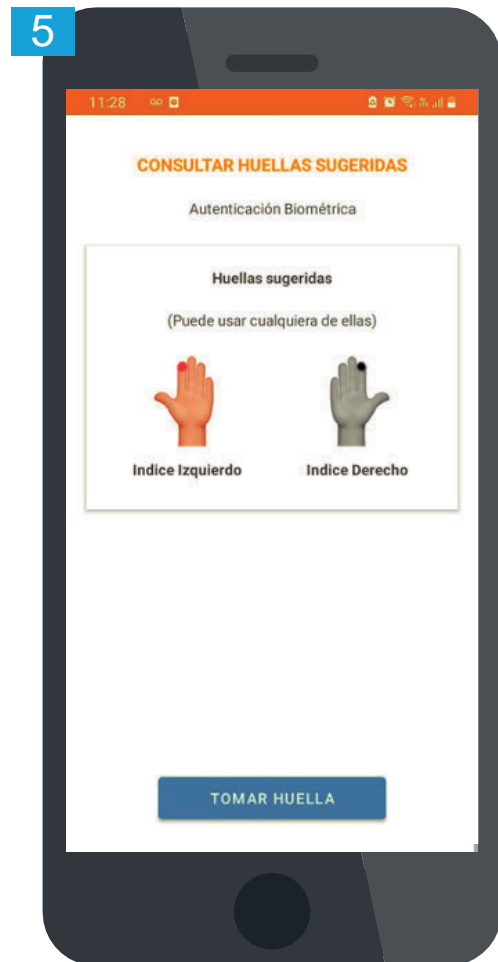 5
11:28
CONSULTAR HUELLAS SUGERIDAS
Autenticación Biométrica
Huellas sugeridas
(Puede usar cualquiera de ellas)
Indice Izquierdo
Indice Derecho
TOMAR HUELLA